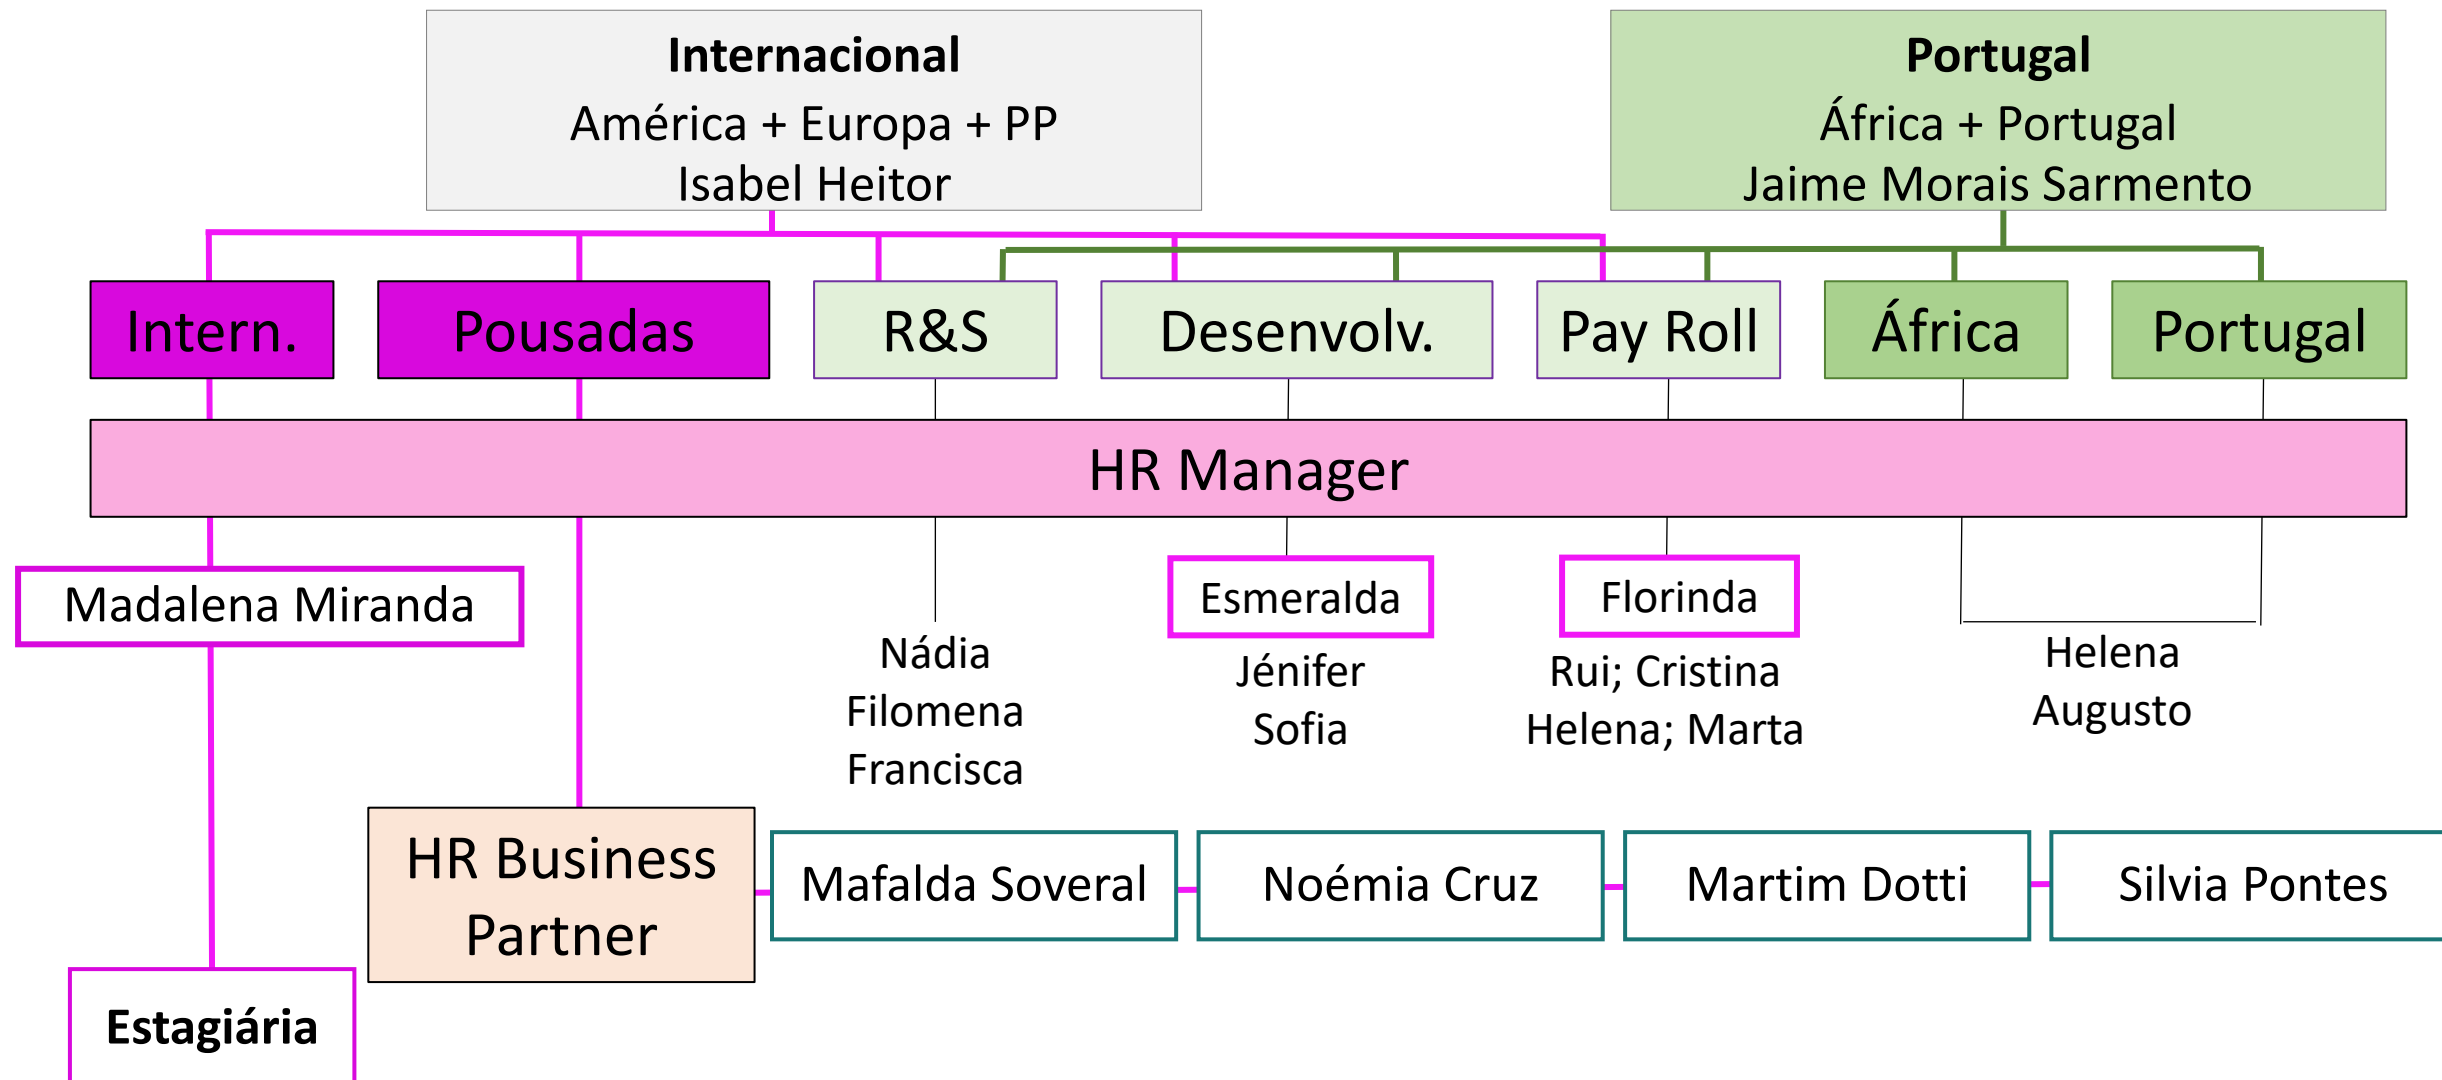 Internacional
América + Europa + PP
Isabel Heitor
Portugal
África + Portugal
Jaime Morais Sarmento
Intern.
Pousadas
R&S
Desenvolv.
Pay Roll
África
Portugal
HR Manager
Madalena Miranda
Esmeralda
Florinda
Nádia
Filomena
Francisca
Jénifer
Sofia
Rui; Cristina
Helena; Marta
Helena
Augusto
HR Business
Partner
Mafalda Soveral
Noémia Cruz
Martim Dotti
Silvia Pontes
Estagiária